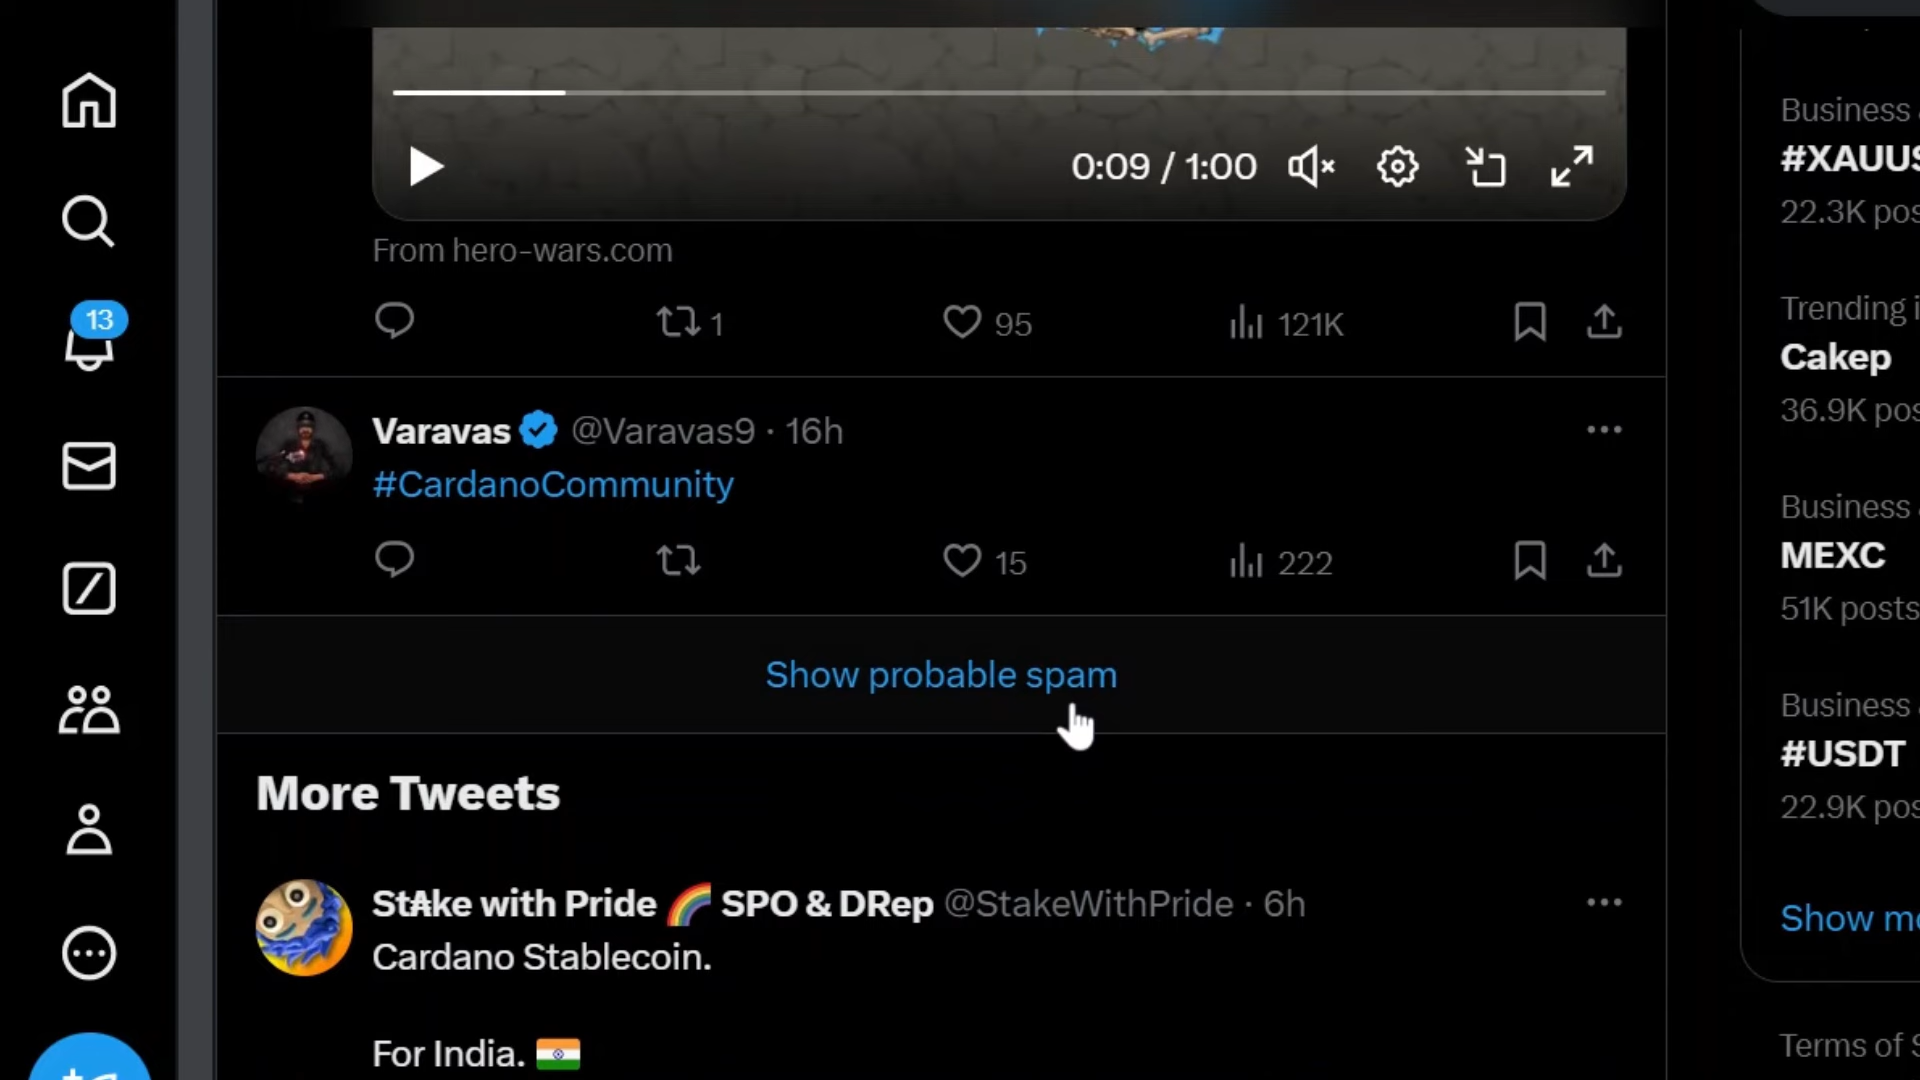 0:09 / 1:00
From hero-wars.com
1
95
121K
13
Varavas @Varavas9 · 16h
#CardanoCommunity
15
222
Show probable spam
More Tweets
StAke with Pride 🌈 SPO & DRep @StakeWithPride · 6h
Cardano Stablecoin.
For India. 🇮🇳
Business
#XAUUS
22.3K pos
Trending i
Cakep
36.9K pos
Business
MEXC
51K posts
Business
#USDT
22.9K pos
Show mo
Terms of S